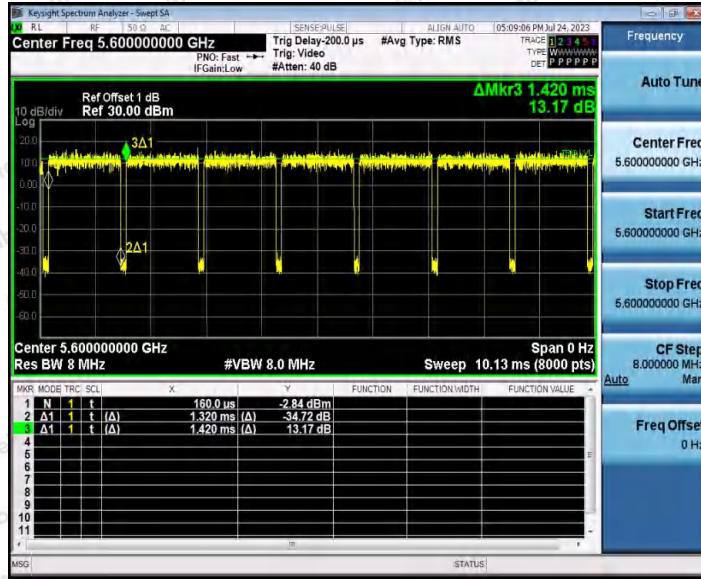 Keysight Spectrum Analyzer - Swept SA
RL RF 50 Ω AC SENSE:PULSE ALIGN AUTO 05:09:06 PM Jul 24, 2023
Center Freq 5.600000000 GHz
PNO: Fast
IFGain:Low
Trig Delay-200.0 µs
Trig: Video
#Atten: 40 dB
#Avg Type: RMS
TRACE 1 2 3 4 5 6
TYPE W
DET P P P P P P
ΔMkr3 1.420 ms
13.17 dB
Ref Offset 1 dB
10 dB/div Ref 30.00 dBm
Log
20.0
10.0
0.00
-10.0
-20.0
-30.0
-40.0
-50.0
-60.0
3Δ1
2Δ1
Center 5.600000000 GHz Span 0 Hz
Res BW 8 MHz #VBW 8.0 MHz Sweep 10.13 ms (8000 pts)
MKR MODE TRC SCL X Y FUNCTION FUNCTION WIDTH FUNCTION VALUE
1 N 1 t 160.0 µs -2.84 dBm
2 Δ1 1 t (Δ) 1.320 ms (Δ) -34.72 dB
3 Δ1 1 t (Δ) 1.420 ms (Δ) 13.17 dB
4
5
6
7
8
9
10
11
MSG STATUS
Frequency
Auto Tune
Center Freq
5.600000000 GHz
Start Freq
5.600000000 GHz
Stop Freq
5.600000000 GHz
CF Step
8.000000 MHz
Auto Man
Freq Offset
0 Hz